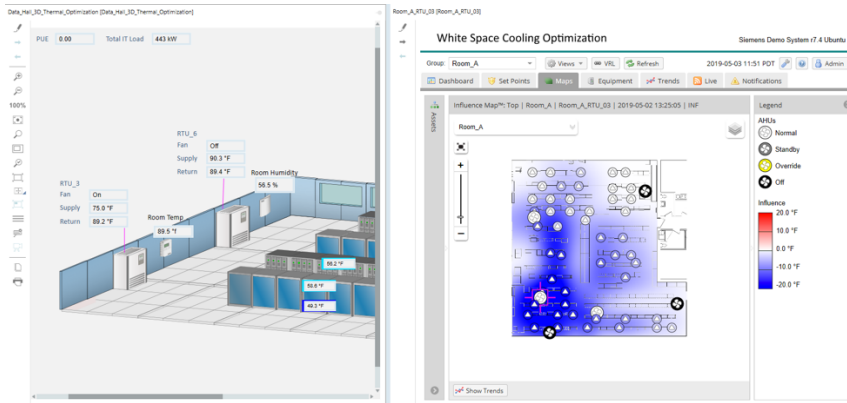 Data_Hall_3D_Thermal_Optimization [Data_Hall_3D_Thermal_Optimization]
PUE 0.00 Total IT Load 443 kW
100%
RTU_6
Fan Off
Supply 90.3 °F
Return 89.4 °F
Room Humidity
56.5 %
RTU_3
Fan On
Supply 75.0 °F
Return 89.2 °F
Room Temp
89.5 °f
49.3 °F
Room_A_RTU_03 [Room_A_RTU_03]
White Space Cooling Optimization
Siemens Demo System r7.4 Ubuntu
Group: Room_A Views VRL Refresh 2019-05-03 11:51 PDT Admin
Dashboard Set Points Maps Equipment Trends Live Notifications
Assets
Influence Map™: Top | Room_A | Room_A_RTU_03 | 2019-05-02 13:25:05 | INF
Room_A
Show Trends
Legend
AHUs
Normal
Standby
Override
Off
Influence
20.0 °F
10.0 °F
0.0 °F
-10.0 °F
-20.0 °F